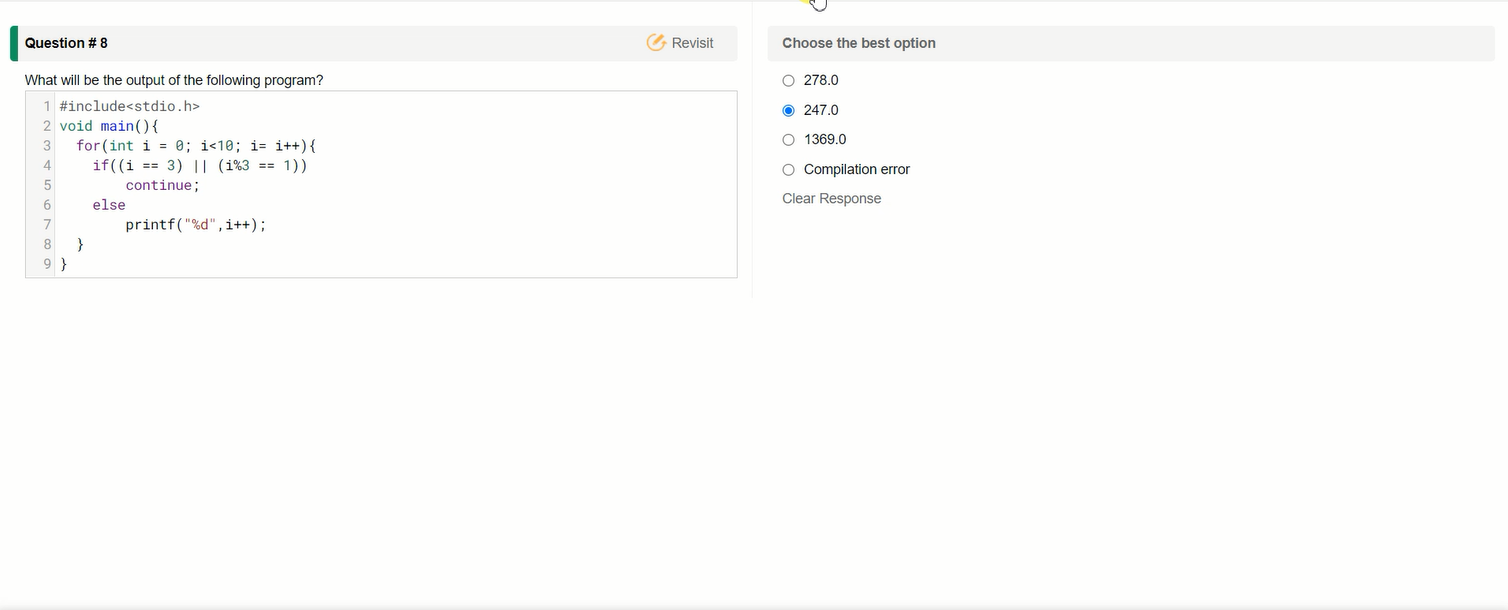 Question # 8
Revisit
What will be the output of the following program?
1 #include<stdio.h>
2 void main(){
3 for(int i = 0; i<10; i= i++){
4 if((i == 3) || (i%3 == 1))
5 continue;
6 else
7 printf("%d",i++);
8 }
9 }
Choose the best option
278.0
247.0
1369.0
Compilation error
Clear Response